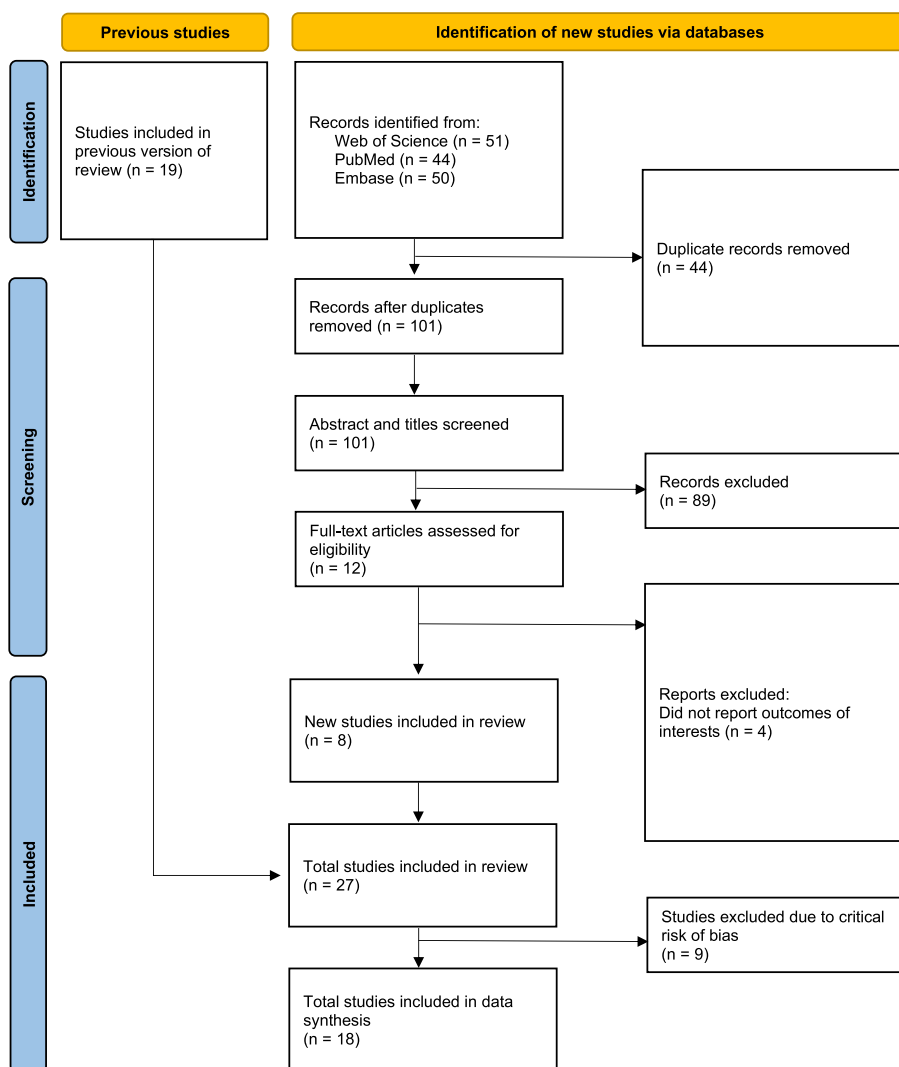 Previous studies
Identification of new studies via databases
Identification
Studies included in
previous version of
review (n = 19)
Records identified from:
Web of Science (n = 51)
PubMed (n = 44)
Embase (n = 50)
Duplicate records removed
(n = 44)
Screening
Records after duplicates
removed (n = 101)
Abstract and titles screened
(n = 101)
Records excluded
(n = 89)
Full-text articles assessed for
eligibility
(n = 12)
Reports excluded:
Did not report outcomes of
interests (n = 4)
Included
New studies included in review
(n = 8)
Total studies included in review
(n = 27)
Studies excluded due to critical
risk of bias
(n = 9)
Total studies included in data
synthesis
(n = 18)